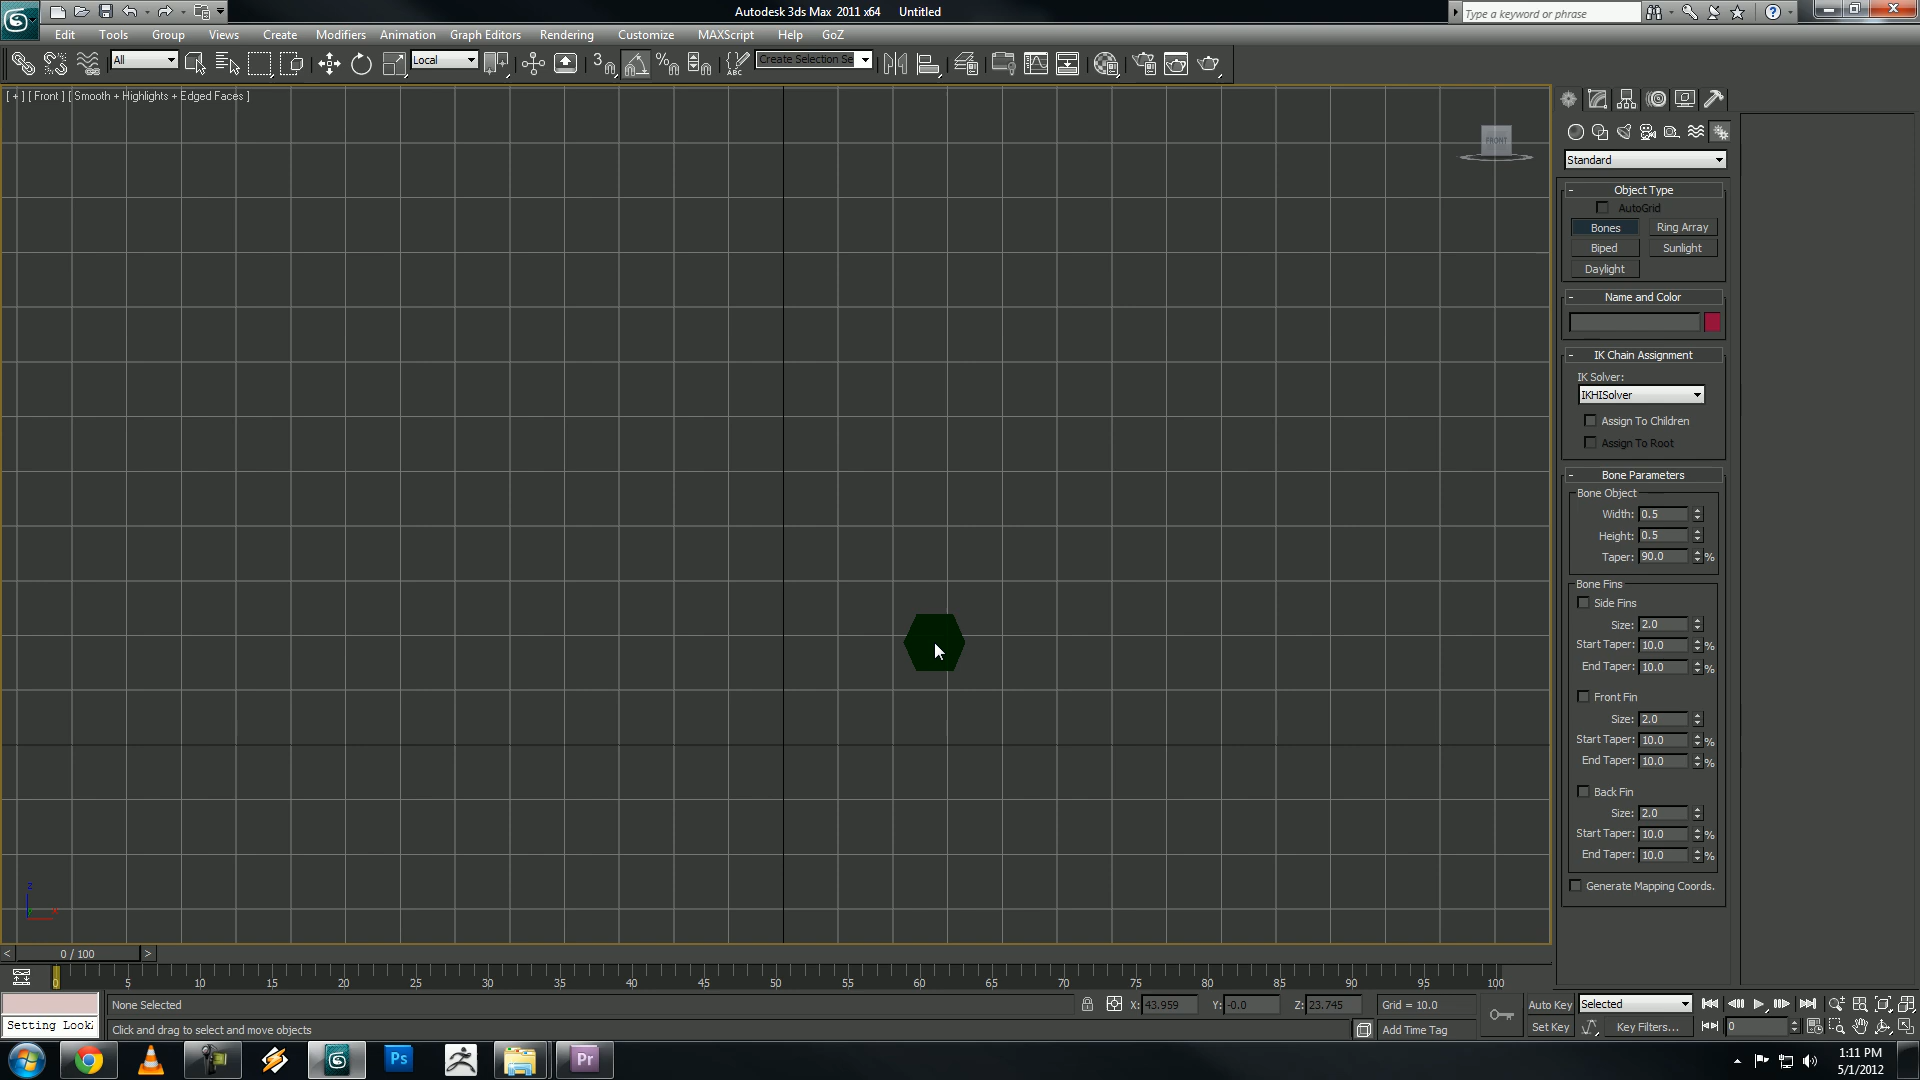 Autodesk 3ds Max 2011 x64 Untitled
Type a keyword or phrase
Edit Tools Group Views Create Modifiers Animation Graph Editors Rendering Customize MAXScript Help GoZ
All
Local
3
ABC
Create Selection Se
[ + ] [ Front ] [ Smooth + Highlights + Edged Faces ]
FRONT
Standard
- Object Type
AutoGrid
Bones Ring Array
Biped Sunlight
Daylight
- Name and Color
- IK Chain Assignment
IK Solver:
IKHISolver
Assign To Children
Assign To Root
- Bone Parameters
Bone Object
Width: 0.5
Height: 0.5
Taper: 90.0 %
Bone Fins
Side Fins
Size: 2.0
Start Taper: 10.0 %
End Taper: 10.0 %
Front Fin
Size: 2.0
Start Taper: 10.0 %
End Taper: 10.0 %
Back Fin
Size: 2.0
Start Taper: 10.0 %
End Taper: 10.0 %
Generate Mapping Coords.
z
x
< 0 / 100 >
0 5 10 15 20 25 30 35 40 45 50 55 60 65 70 75 80 85 90 95 100
None Selected
X: 43.959 Y: -0.0 Z: 23.745 Grid = 10.0
Auto Key Selected
Setting Look
Click and drag to select and move objects
Add Time Tag
Set Key Key Filters... 0
Ps
Pr
1:11 PM
5/1/2012